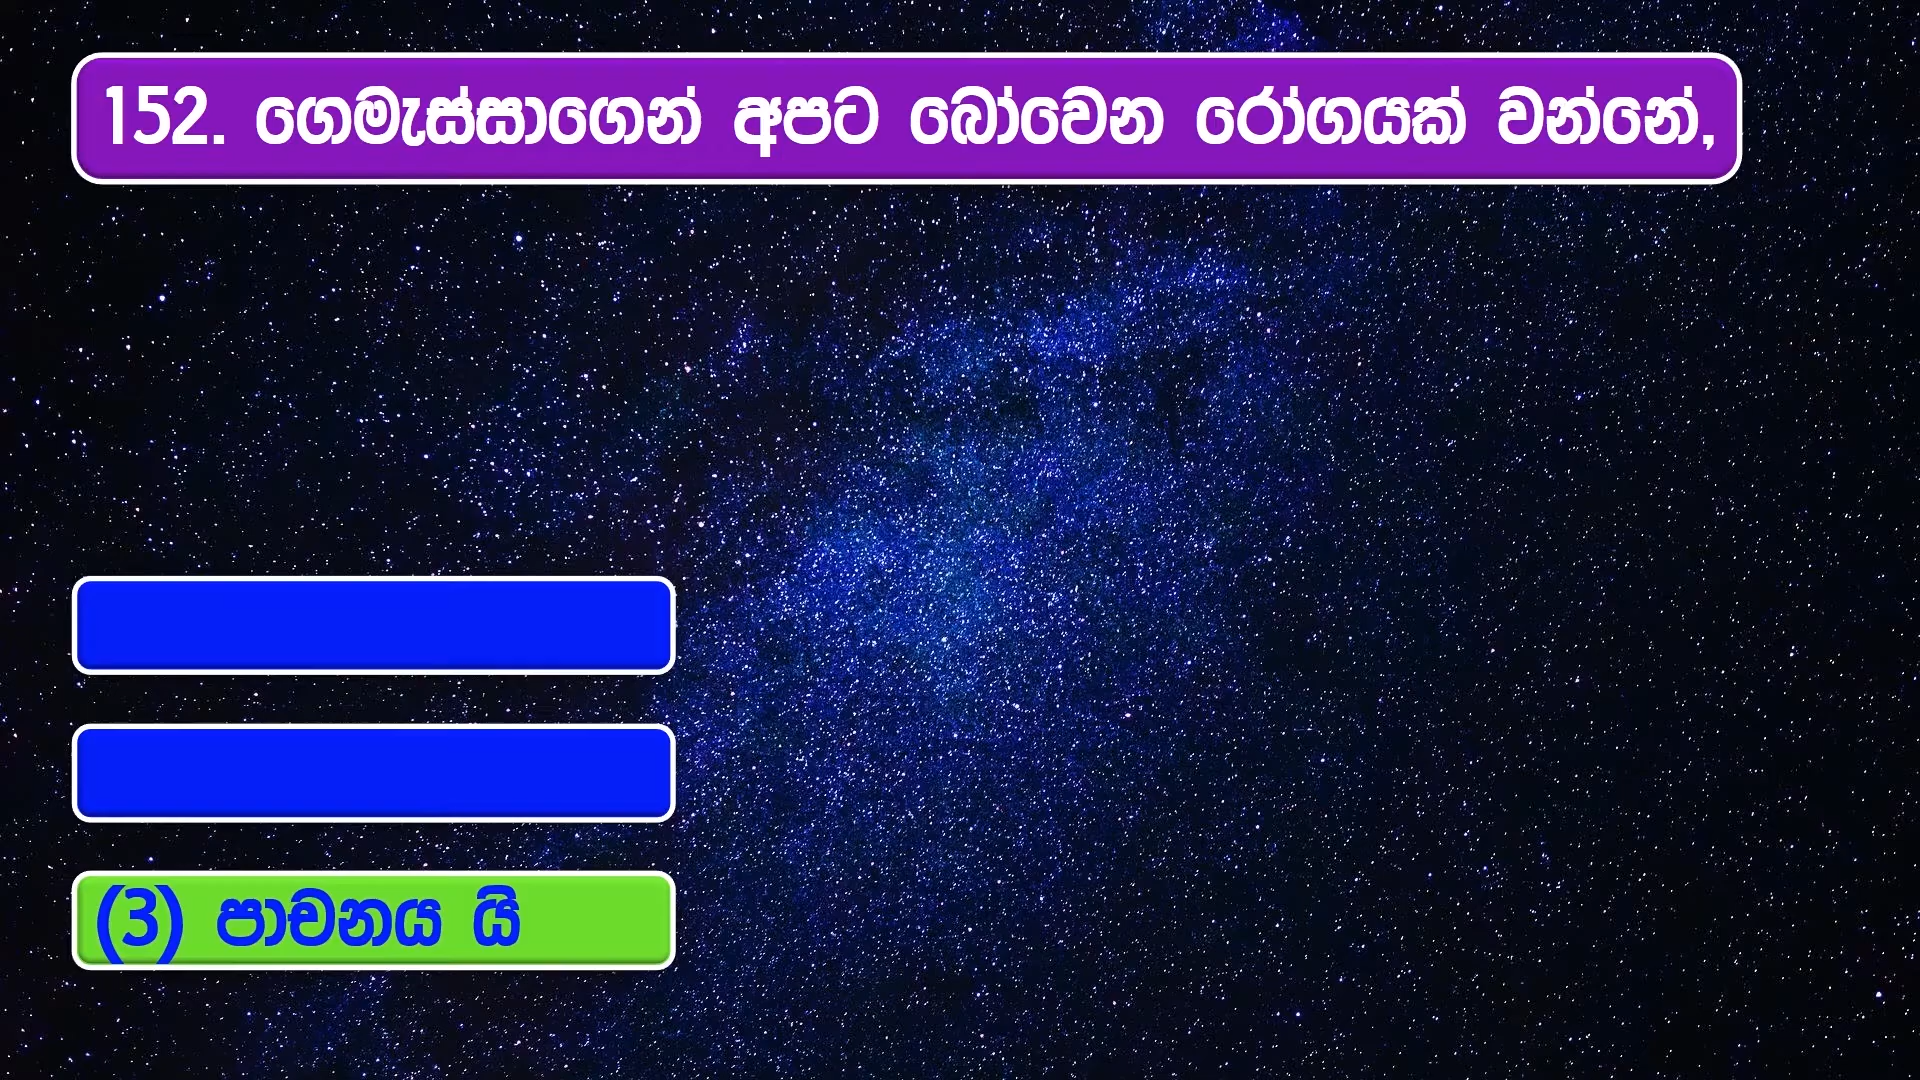 152. ගෙමැස්සාගෙන් අපට බෝවෙන රෝගයක් වන්නේ,
(3) පාචනය යි